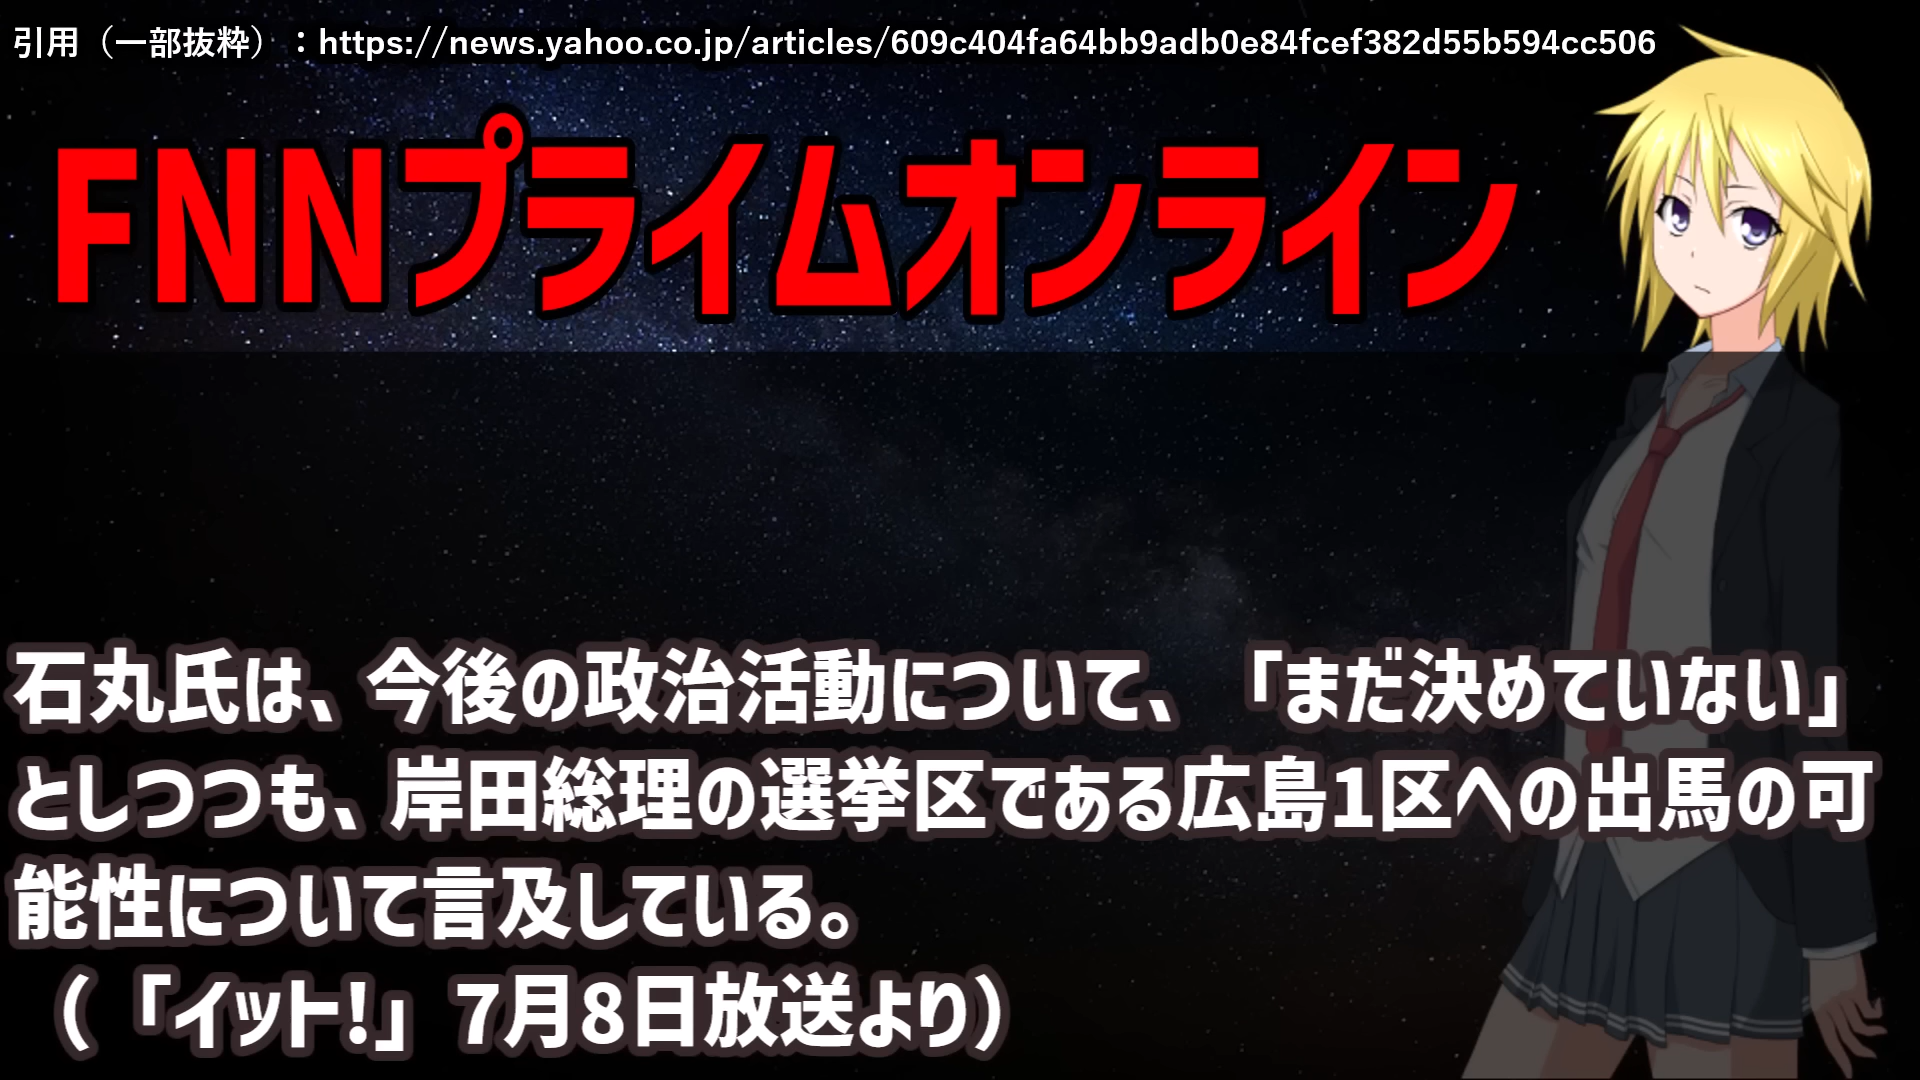 引用（一部抜粋）：https://news.yahoo.co.jp/articles/609c404fa64bb9adb0e84fcef382d55b594cc506
FNNプライムオンライン
石丸氏は、今後の政治活動について、「まだ決めていない」
としつつも、岸田総理の選挙区である広島1区への出馬の可
能性について言及している。
（「イット!」7月8日放送より）